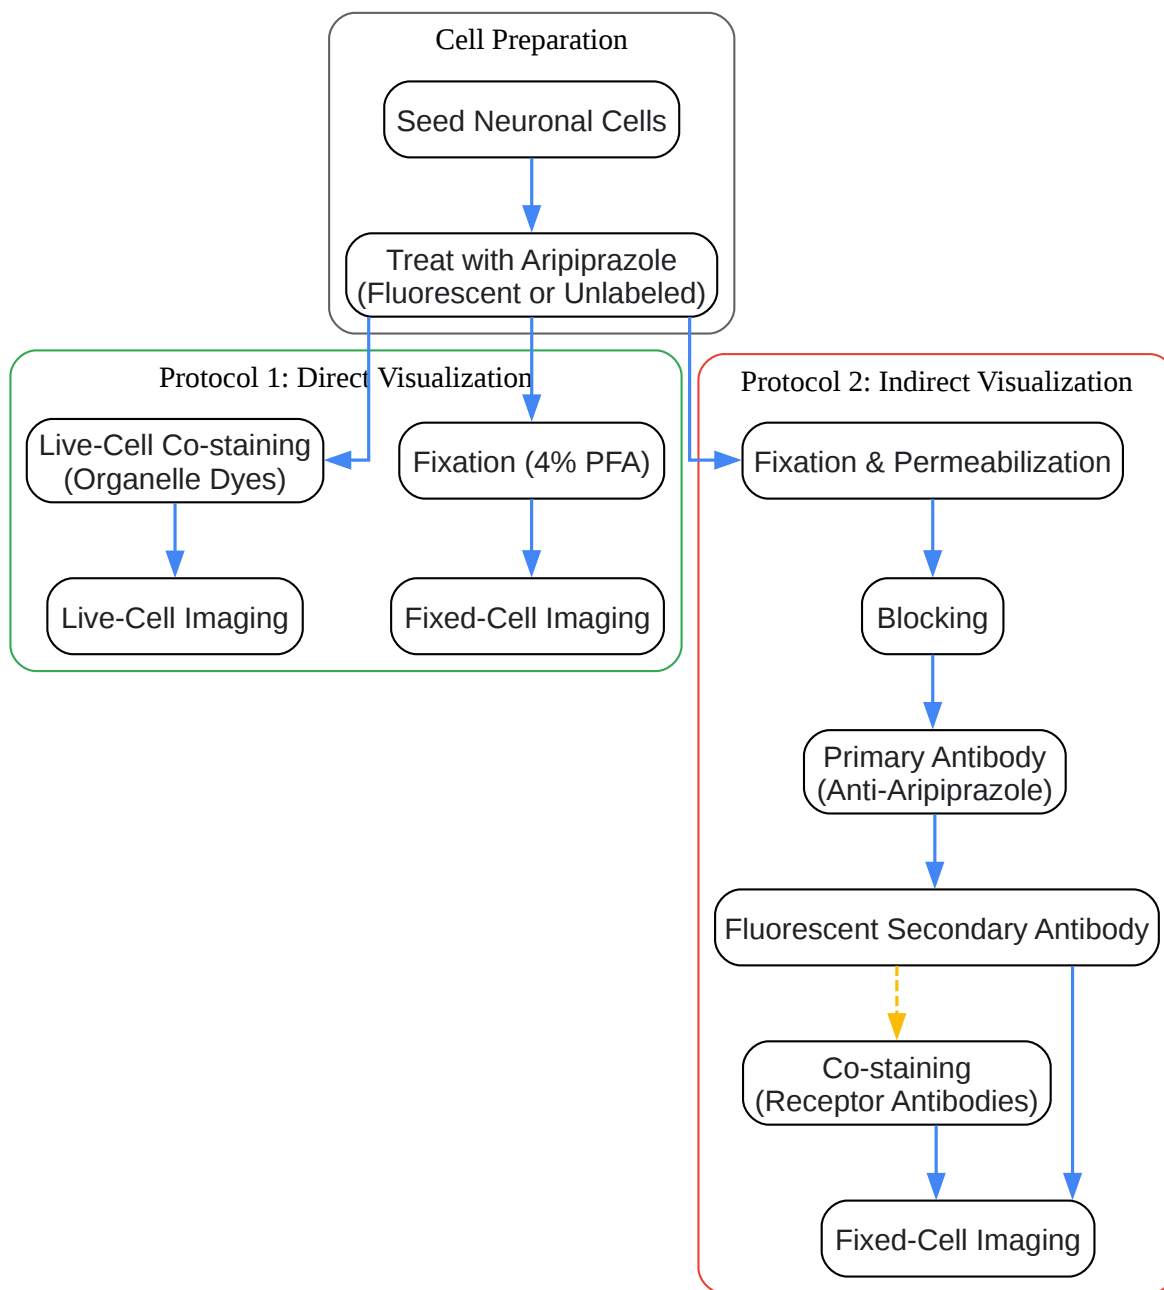 Cell Preparation
Seed Neuronal Cells
Treat with Aripiprazole
(Fluorescent or Unlabeled)
Protocol 1: Direct Visualization
Live-Cell Co-staining
(Organelle Dyes)
Fixation (4% PFA)
Live-Cell Imaging
Fixed-Cell Imaging
Protocol 2: Indirect Visualization
Fixation & Permeabilization
Blocking
Primary Antibody
(Anti-Aripiprazole)
Fluorescent Secondary Antibody
Co-staining
(Receptor Antibodies)
Fixed-Cell Imaging